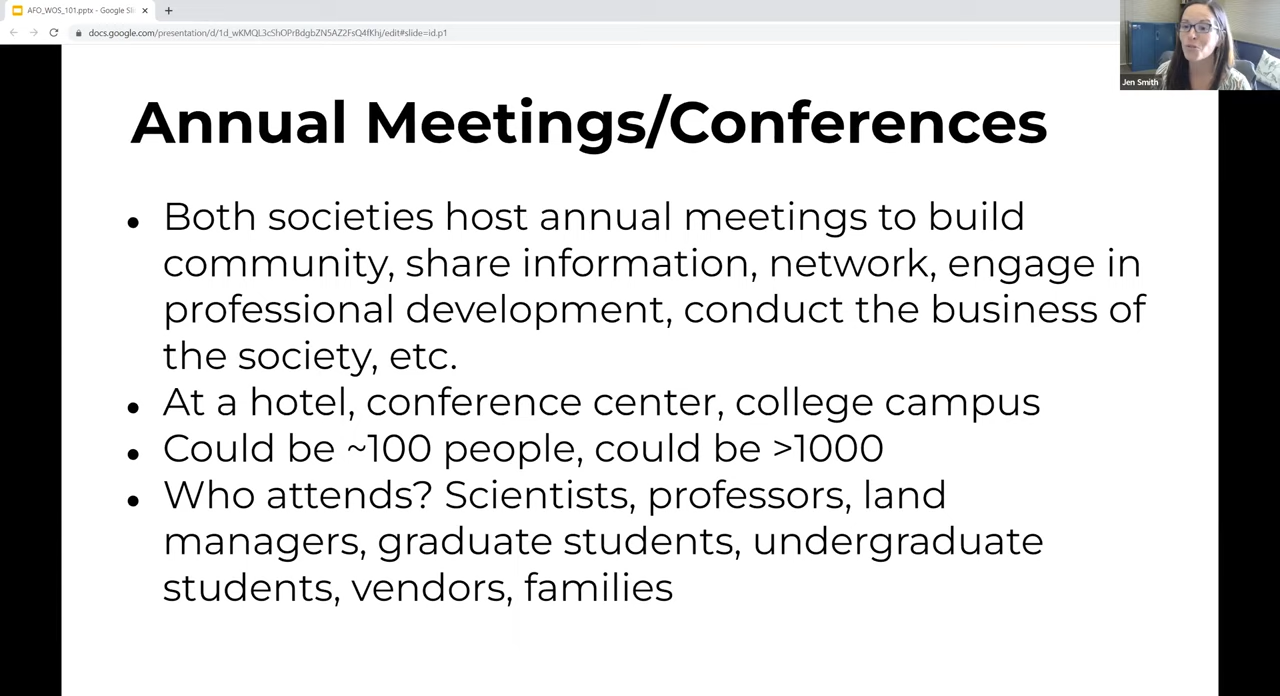 AFO_WOS_101.pptx - Google Sli
docs.google.com/presentation/d/1d_wKMQL3cShOPrBdgbZN5AZ2FsQ4fKhj/edit#slide=id.p1
Jen Smith
Annual Meetings/Conferences
• Both societies host annual meetings to build
community, share information, network, engage in
professional development, conduct the business of
the society, etc.
• At a hotel, conference center, college campus
• Could be ~100 people, could be >1000
• Who attends? Scientists, professors, land
managers, graduate students, undergraduate
students, vendors, families